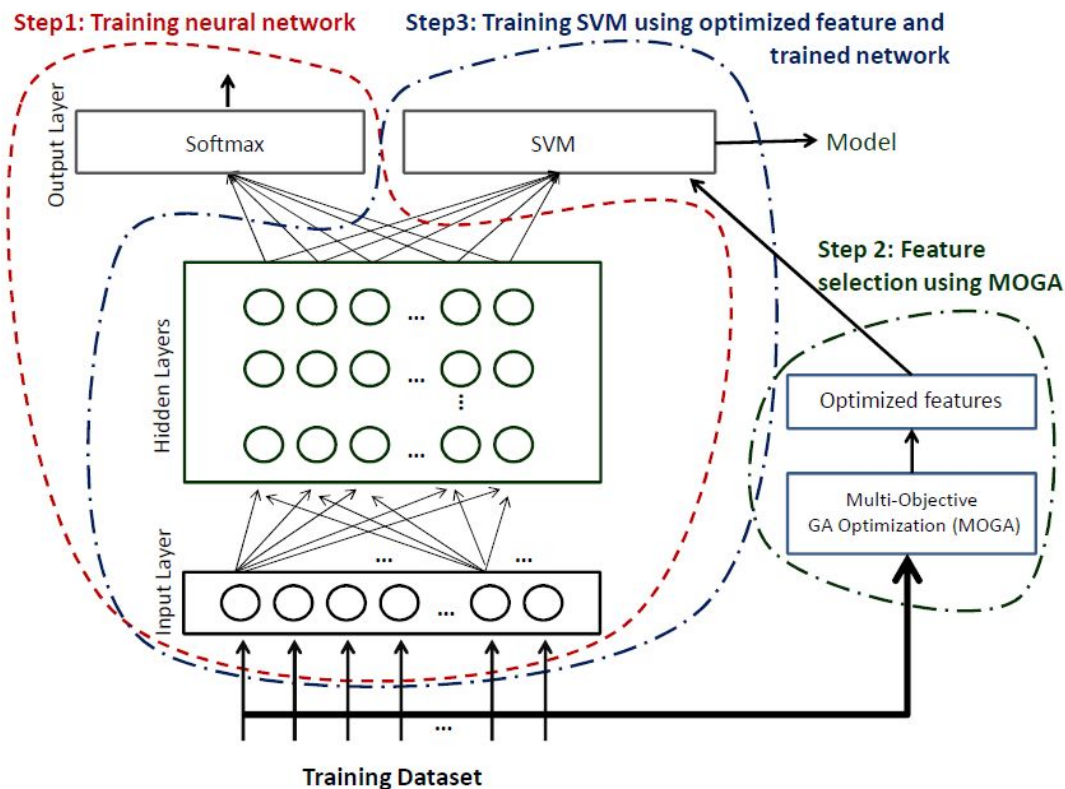 Step1: Training neural network
Step3: Training SVM using optimized feature and
trained network
Output Layer
Softmax
SVM
Model
Step 2: Feature
selection using MOGA
Hidden Layers
...
...
...
...
Optimized features
Multi-Objective
GA Optimization (MOGA)
... ...
Input Layer
...
...
Training Dataset